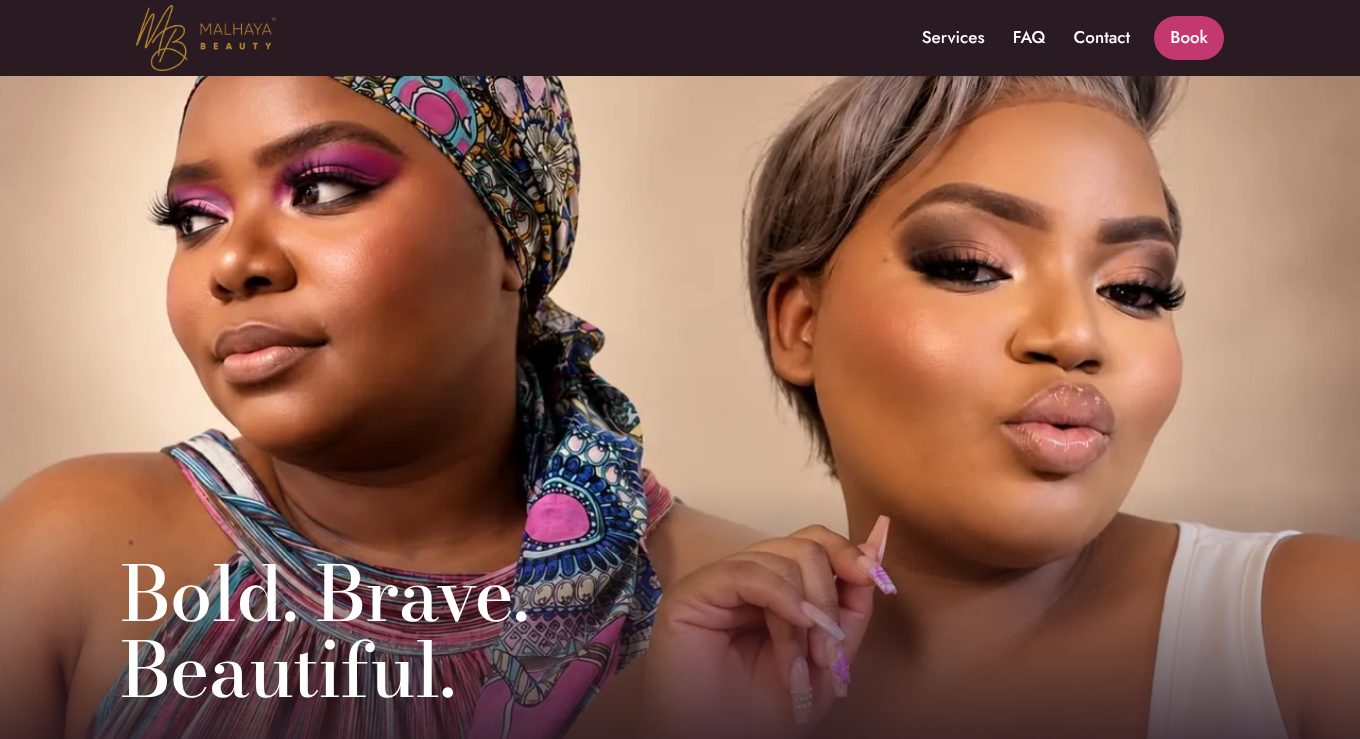 MB
MALHAYA
BEAUTY
Services
FAQ
Contact
Book
Bold. Brave.
Beautiful.